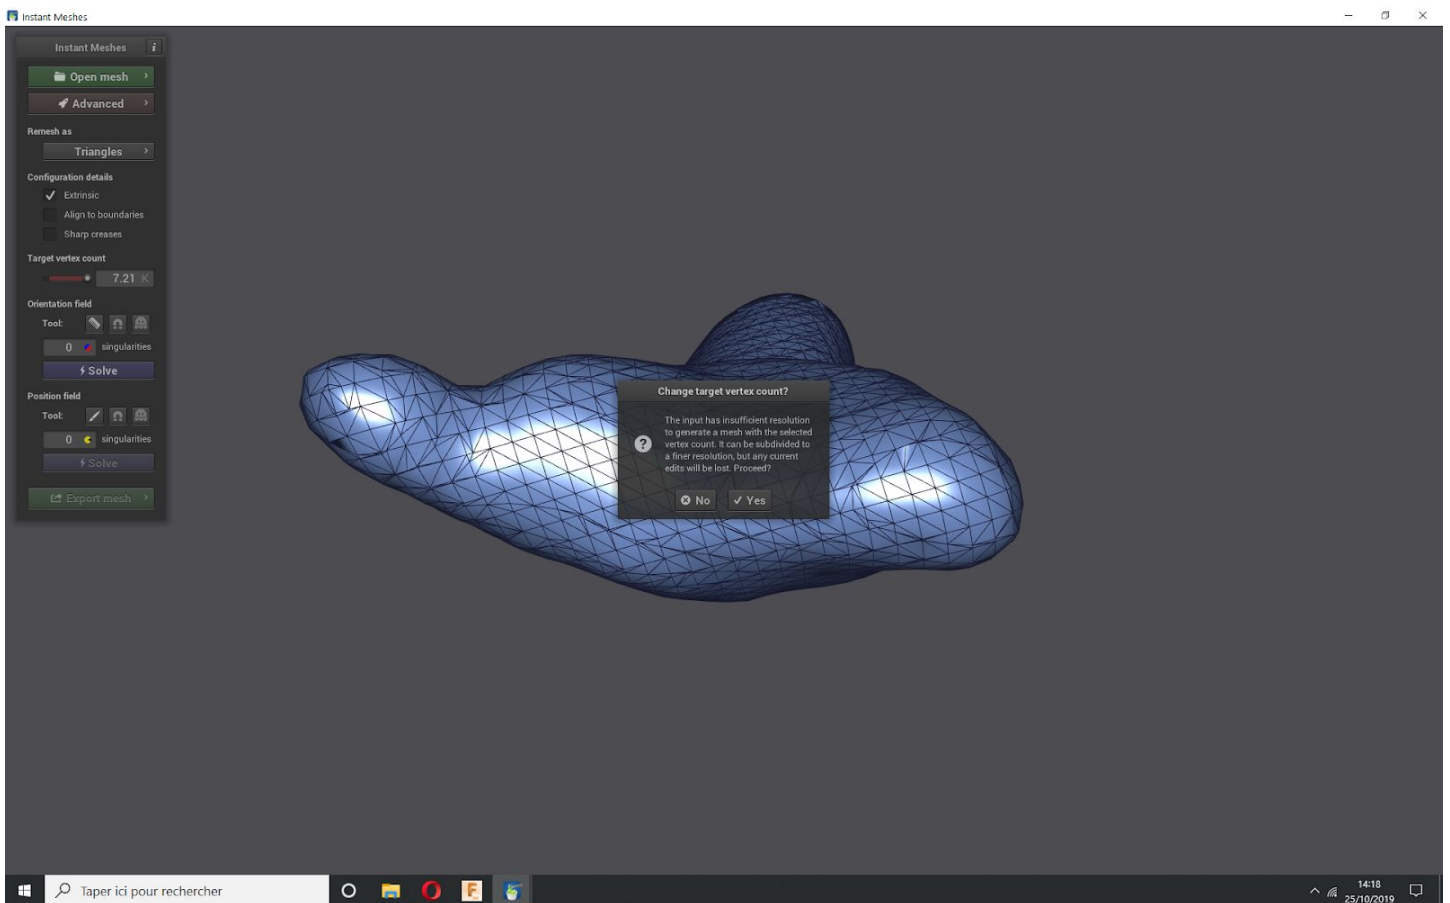 Instant Meshes
Instant Meshes i
Open mesh
Advanced
Remesh as
Triangles
Configuration details
Extrinsic
Align to boundaries
Sharp creases
Target vertex count
7.21 K
Orientation field
Tool:
0 singularities
Solve
Position field
Tool:
0 singularities
Solve
Export mesh
Change target vertex count?
The input has insufficient resolution
to generate a mesh with the selected
vertex count. It can be subdivided to
a finer resolution, but any current
edits will be lost. Proceed?
No Yes
Taper ici pour rechercher
F
14:18
25/10/2019